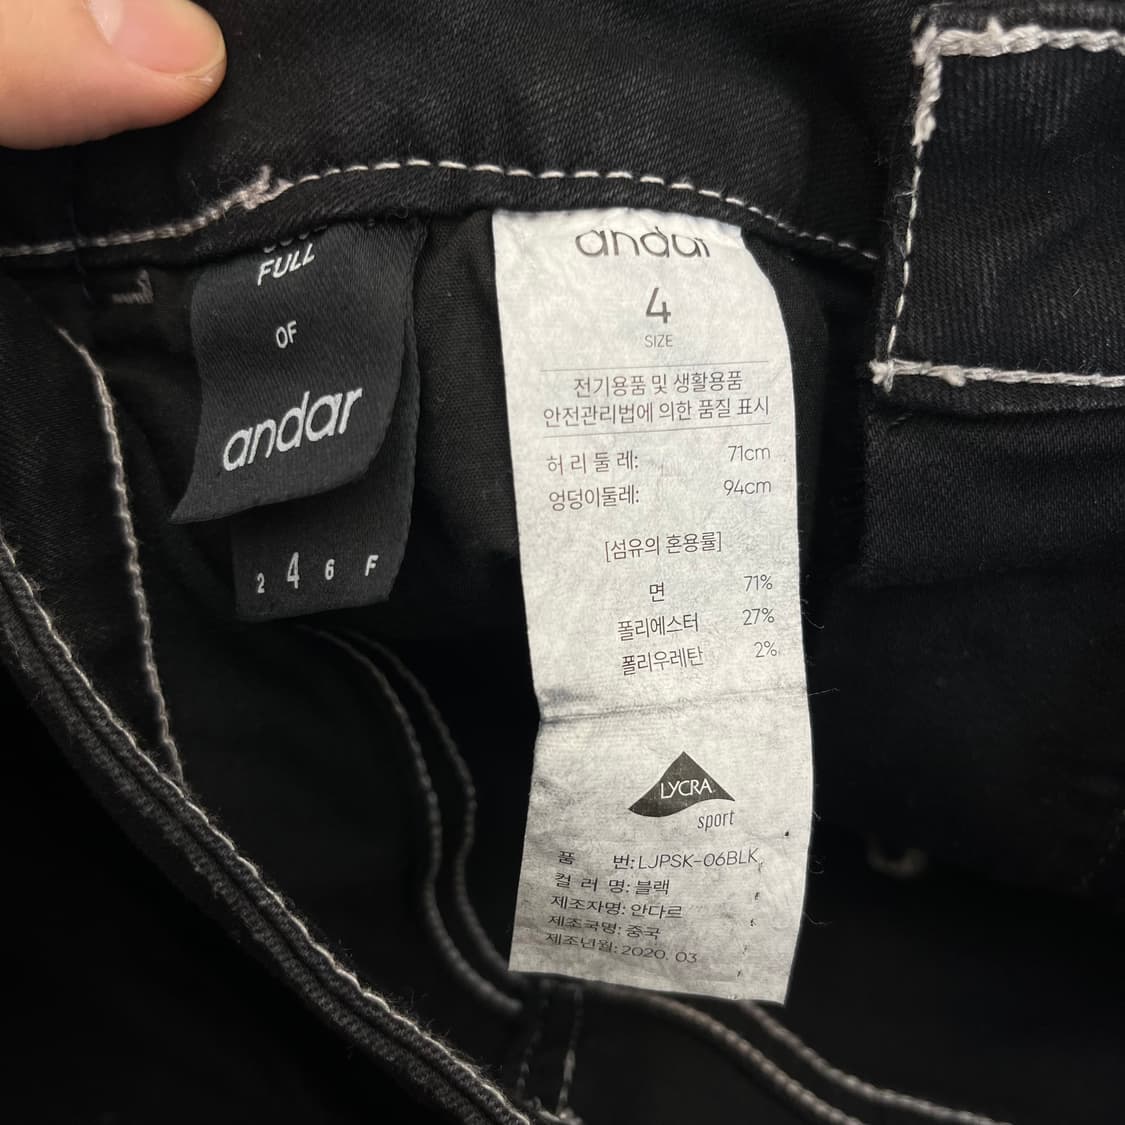 FULL
OF
andar
2 4 6 F
andar
4
SIZE
전기용품 및 생활용품
안전관리법에 의한 품질 표시
허 리 둘 레: 71cm
엉덩이둘레: 94cm
[섬유의 혼용률]
면 71%
폴리에스터 27%
폴리우레탄 2%
LYCRA
sport
품 번: LJPSK-06BLK
컬 러 명: 블랙
제조자명: 안다르
제조국명: 중국
제조년월: 2020. 03